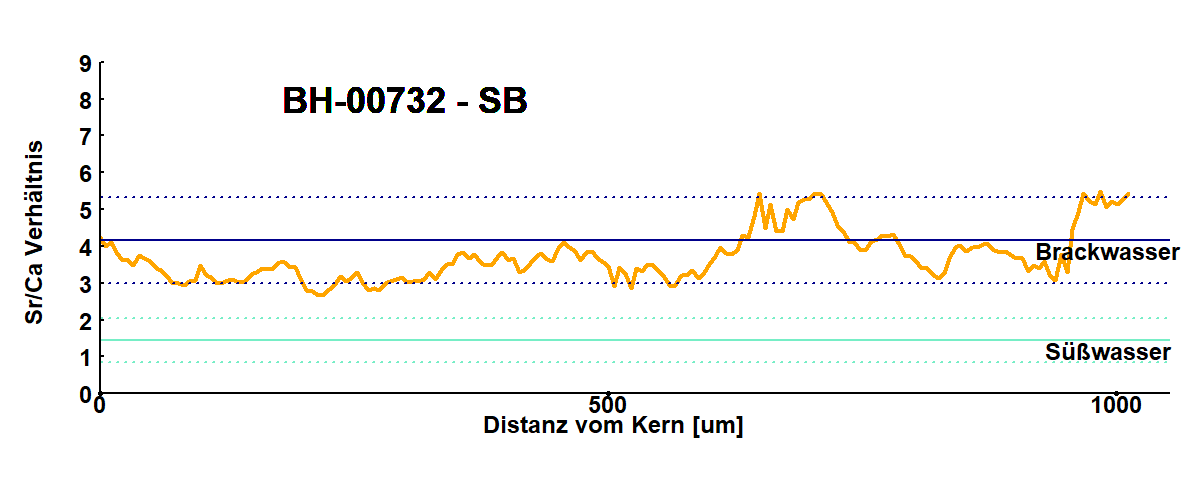 BH-00732 - SB
Sr/Ca Verhältnis
9
8
7
6
5
4
3
2
1
0
Brackwasser
Süßwasser
0 500 1000
Distanz vom Kern [um]